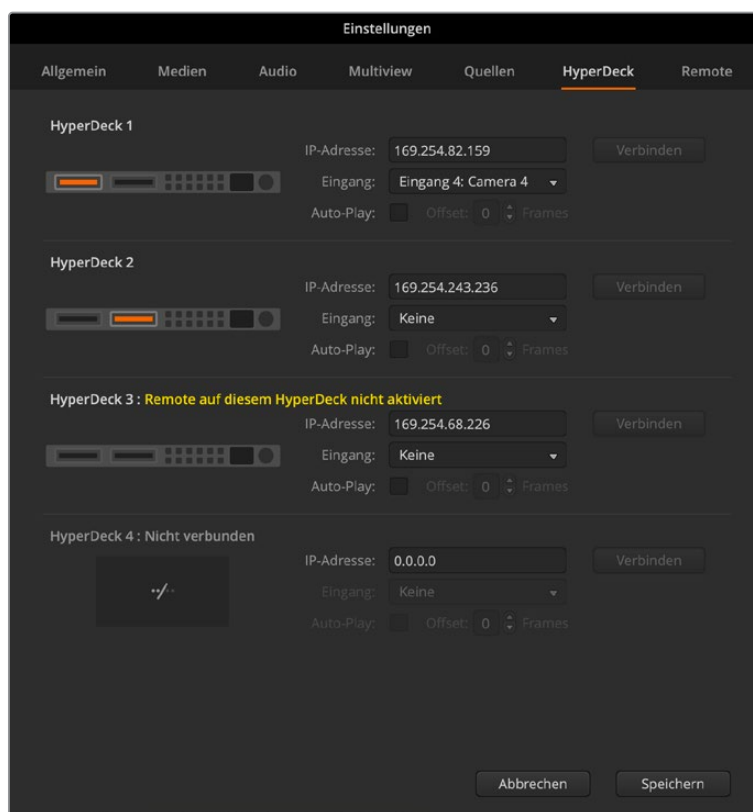 Einstellungen
Allgemein Medien Audio Multiview Quellen HyperDeck Remote
HyperDeck 1
IP-Adresse: 169.254.82.159 Verbinden
Eingang: Eingang 4: Camera 4
Auto-Play: Offset: 0 Frames
HyperDeck 2
IP-Adresse: 169.254.243.236 Verbinden
Eingang: Keine
Auto-Play: Offset: 0 Frames
HyperDeck 3 : Remote auf diesem HyperDeck nicht aktiviert
IP-Adresse: 169.254.68.226 Verbinden
Eingang: Keine
Auto-Play: Offset: 0 Frames
HyperDeck 4 : Nicht verbunden
IP-Adresse: 0.0.0.0 Verbinden
Eingang: Keine
Auto-Play: Offset: 0 Frames
Abbrechen Speichern